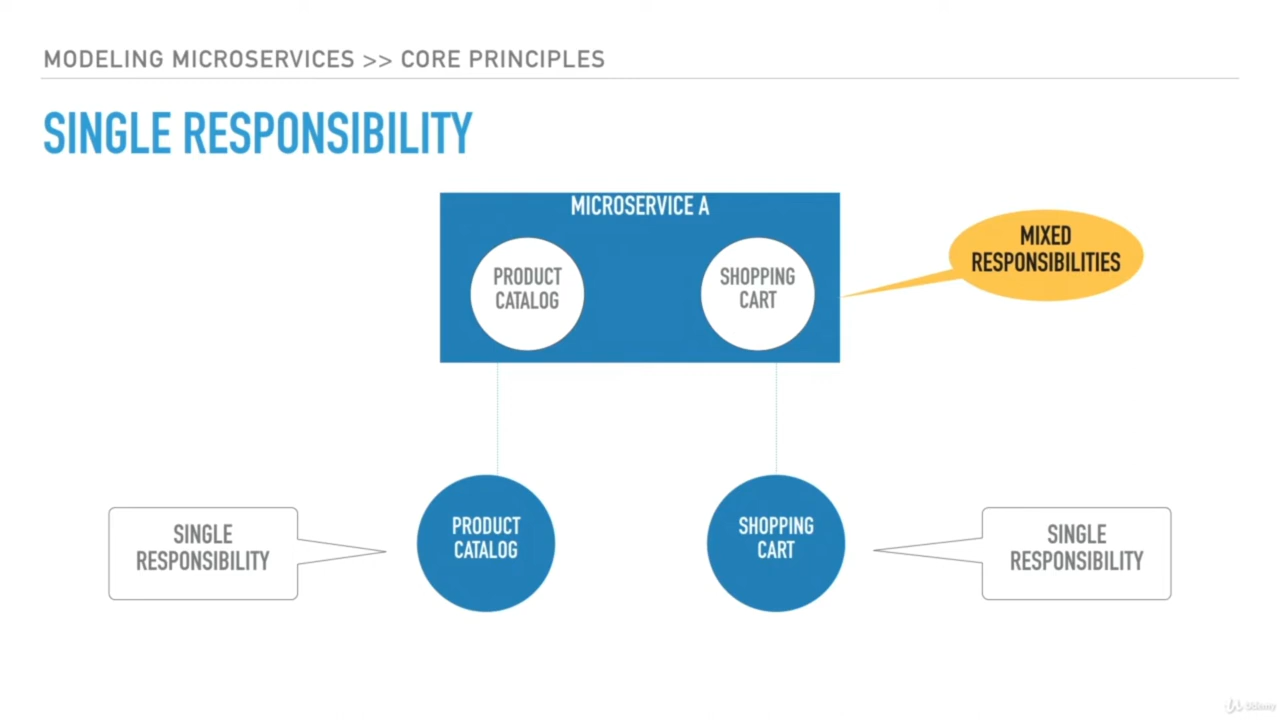 MODELING MICROSERVICES >> CORE PRINCIPLES
SINGLE RESPONSIBILITY
MICROSERVICE A
PRODUCT
CATALOG
SHOPPING
CART
MIXED
RESPONSIBILITIES
SINGLE
RESPONSIBILITY
PRODUCT
CATALOG
SHOPPING
CART
SINGLE
RESPONSIBILITY
Udemy